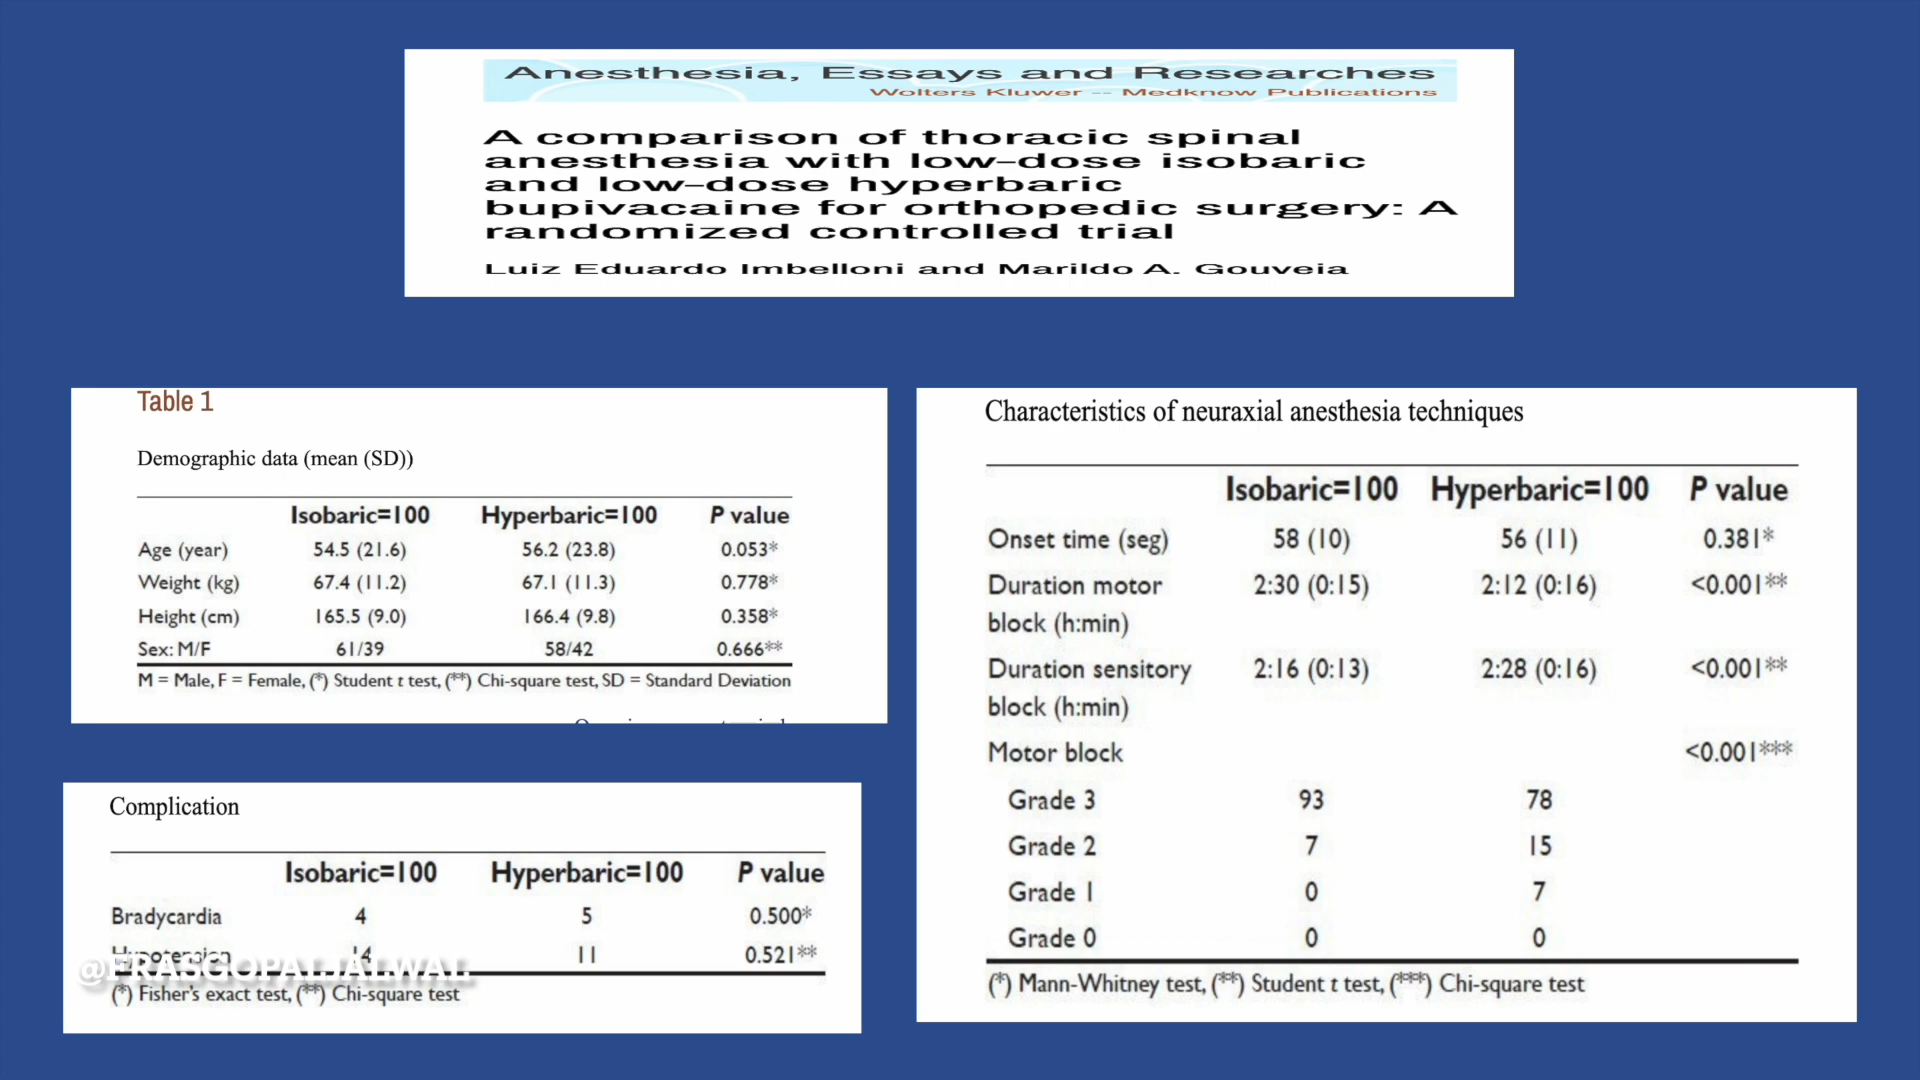 Anesthesia, Essays and Researches
Wolters Kluwer -- Medknow Publications
A comparison of thoracic spinal
anesthesia with low-dose isobaric
and low-dose hyperbaric
bupivacaine for orthopedic surgery: A
randomized controlled trial
Luiz Eduardo Imbelloni and Marildo A. Gouveia
Table 1
Demographic data (mean (SD))
Isobaric=100 Hyperbaric=100 P value
Age (year) 54.5 (21.6) 56.2 (23.8) 0.053*
Weight (kg) 67.4 (11.2) 67.1 (11.3) 0.778*
Height (cm) 165.5 (9.0) 166.4 (9.8) 0.358*
Sex: M/F 61/39 58/42 0.666**
M = Male, F = Female, (*) Student t test, (**) Chi-square test, SD = Standard Deviation
Complication
Isobaric=100 Hyperbaric=100 P value
Bradycardia 4 5 0.500*
Hypotension 14 11 0.521**
@FRASGOPALJALWAL
(*) Fisher's exact test, (**) Chi-square test
Characteristics of neuraxial anesthesia techniques
Isobaric=100 Hyperbaric=100 P value
Onset time (seg) 58 (10) 56 (11) 0.381*
Duration motor 2:30 (0:15) 2:12 (0:16) <0.001**
block (h:min)
Duration sensitory 2:16 (0:13) 2:28 (0:16) <0.001**
block (h:min)
Motor block <0.001***
Grade 3 93 78
Grade 2 7 15
Grade 1 0 7
Grade 0 0 0
(*) Mann-Whitney test, (**) Student t test, (***) Chi-square test